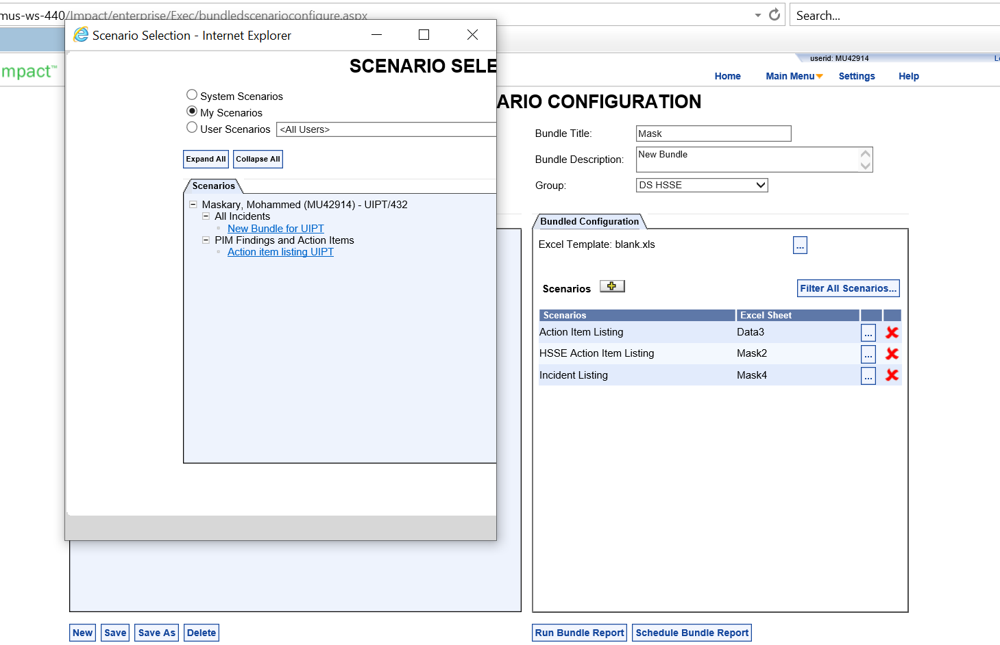 mus-ws-440/Impact/enterprise/Exec/bundledscenarioconfigure.aspx
Search...
Scenario Selection - Internet Explorer
userid: MU42914
mpact™
Home Main Menu Settings Help
SCENARIO SELE
ARIO CONFIGURATION
System Scenarios
My Scenarios
User Scenarios <All Users>
Expand All Collapse All
Scenarios
Maskary, Mohammed (MU42914) - UIPT/432
All Incidents
New Bundle for UIPT
PIM Findings and Action Items
Action item listing UIPT
Bundle Title: Mask
Bundle Description: New Bundle
Group: DS HSSE
Bundled Configuration
Excel Template: blank.xls ...
Scenarios Filter All Scenarios...
Scenarios Excel Sheet
Action Item Listing Data3 ...
HSSE Action Item Listing Mask2 ...
Incident Listing Mask4 ...
New Save Save As Delete
Run Bundle Report Schedule Bundle Report